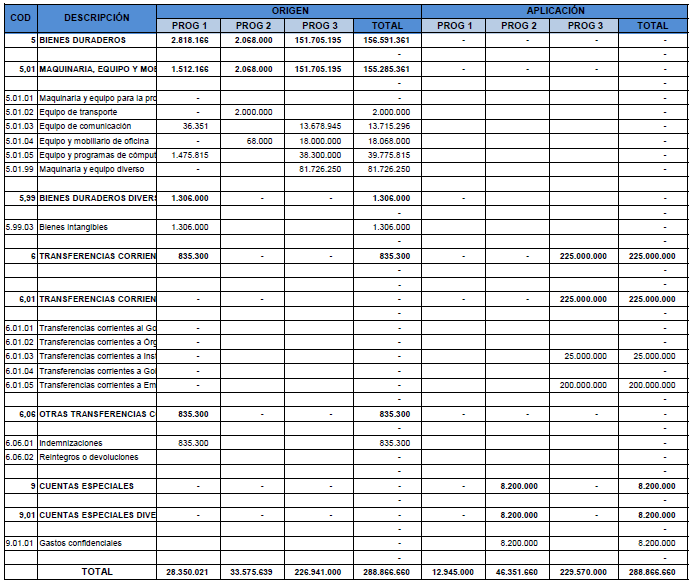 COD DESCRIPCIÓN ORIGEN APLICACIÓN
PROG 1 PROG 2 PROG 3 TOTAL PROG 1 PROG 2 PROG 3 TOTAL
5 BIENES DURADEROS 2.818.166 2.068.000 151.705.195 156.591.361 - - - -
- -
5,01 MAQUINARIA, EQUIPO Y MOB 1.512.166 2.068.000 151.705.195 155.285.361 - - - -
- -
5.01.01 Maquinaria y equipo para la pro - - -
5.01.02 Equipo de transporte - 2.000.000 2.000.000 -
5.01.03 Equipo de comunicación 36.351 13.678.945 13.715.296 -
5.01.04 Equipo y mobiliario de oficina - 68.000 18.000.000 18.068.000 -
5.01.05 Equipo y programas de cómput 1.475.815 38.300.000 39.775.815 -
5.01.99 Maquinaria y equipo diverso - 81.726.250 81.726.250 -
-
5,99 BIENES DURADEROS DIVERS 1.306.000 - - 1.306.000 - -
- -
5.99.03 Bienes intangibles 1.306.000 1.306.000 -
- -
6 TRANSFERENCIAS CORRIEN 835.300 - - 835.300 - - 225.000.000 225.000.000
- -
- -
6,01 TRANSFERENCIAS CORRIEN - - - - - - 225.000.000 225.000.000
- -
6.01.01 Transferencias corrientes al Go - - -
6.01.02 Transferencias corrientes a Órg - - -
6.01.03 Transferencias corrientes a Inst - - 25.000.000 25.000.000
6.01.04 Transferencias corrientes a Gob - - -
6.01.05 Transferencias corrientes a Em - - 200.000.000 200.000.000
- -
6,06 OTRAS TRANSFERENCIAS C 835.300 - - 835.300 - - - -
- -
6.06.01 Indemnizaciones 835.300 835.300 -
6.06.02 Reintegros o devoluciones - -
- -
9 CUENTAS ESPECIALES - - - - - 8.200.000 - 8.200.000
- -
9,01 CUENTAS ESPECIALES DIVE - - - - - 8.200.000 - 8.200.000
- -
9.01.01 Gastos confidenciales - 8.200.000 8.200.000
- -
TOTAL 28.350.021 33.575.639 226.941.000 288.866.660 12.945.000 46.351.660 229.570.000 288.866.660